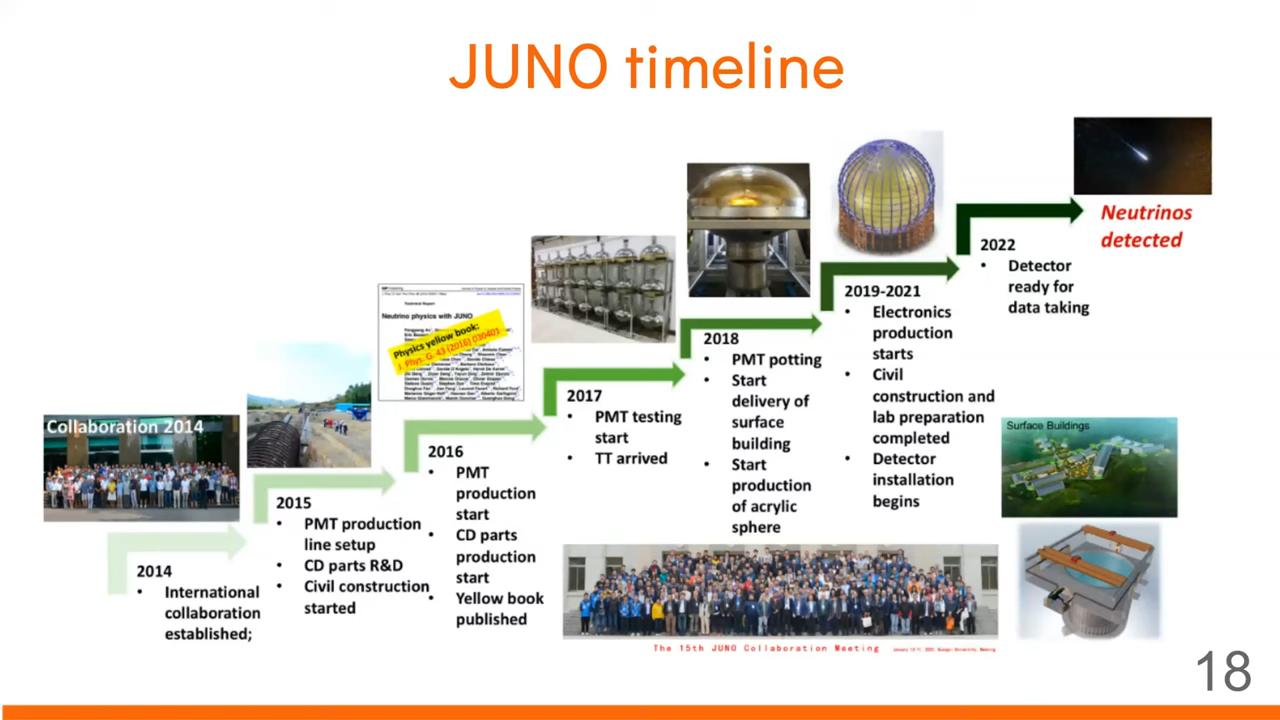 JUNO timeline
Collaboration 2014
2014
• International
collaboration
established;
2015
• PMT production
line setup
• CD parts R&D
• Civil construction
started
Technical Report
Neutrino physics with JUNO
Physics yellow book:
J. Phys. G. 43 (2016) 030401
2016
• PMT
production
start
• CD parts
production
start
• Yellow book
published
2017
• PMT testing
start
• TT arrived
2018
• PMT potting
• Start
delivery of
surface
building
• Start
production
of acrylic
sphere
2019-2021
• Electronics
production
starts
• Civil
construction and
lab preparation
completed
• Detector
installation
begins
2022
• Detector
ready for
data taking
Neutrinos
detected
Surface Buildings
The 15th JUNO Collaboration Meeting
18